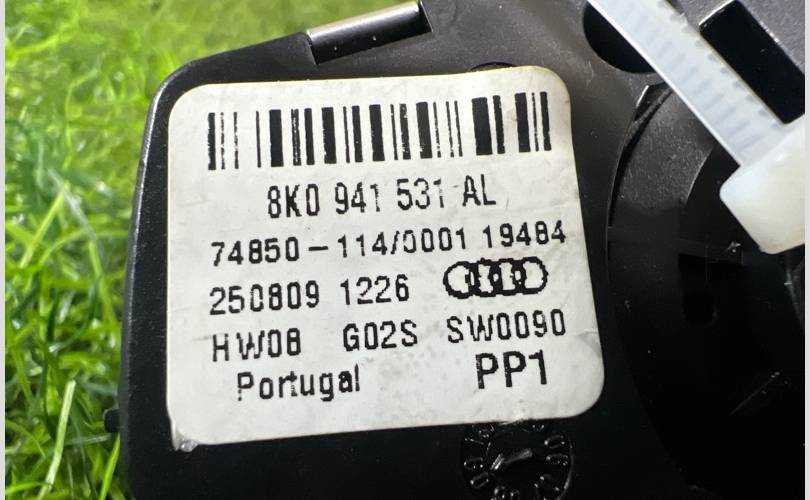 8K0 941 531 AL
74850-114/0001 19484
250809 1226
HW08 G02S SW0090
Portugal PP1